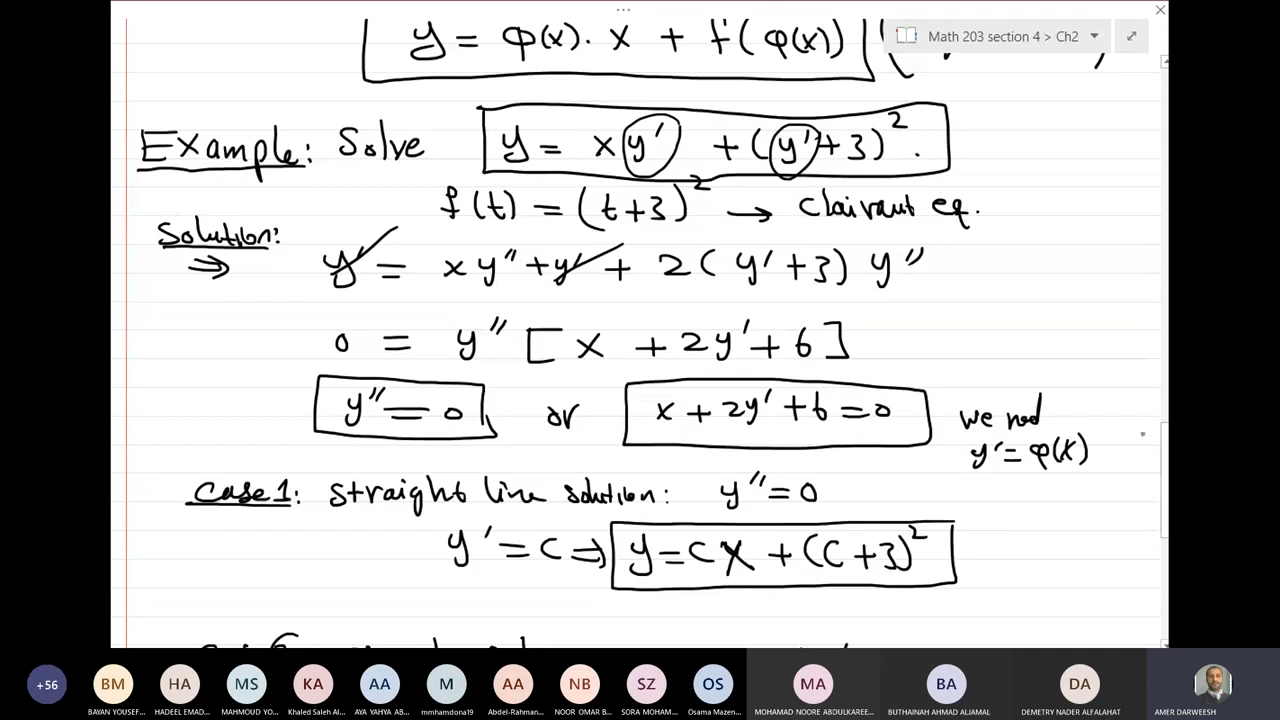 y = φ(x). x + f(φ(x))
Math 203 section 4 > Ch2
Example: Solve y = x y' + (y'+3)².
f(t) = (t+3)² → clairaut eq.
Solution:
⇒ y' = x y'' + y' + 2(y'+3) y''
0 = y'' [x + 2y' + 6]
y'' = 0 or x + 2y' + 6 = 0 we need
y' = φ(x)
Case 1: straight line solution: y'' = 0
y' = c ⇒ y = cx + (c+3)²
+56
BM HA MS KA AA M AA NB SZ OS MA BA DA
BAYAN YOUSEF... HADEEL EMAD... MAHMOUD YO... Khaled Saleh Al... AYA YAHYA AB... mmhamdona19 Abdel-Rahman... NOOR OMAR B... SORA MOHAM... Osama Mazen... MOHAMAD NOORE ABDULKAREE... BUTHAINAH AHMAD ALJAMAL DEMETRY NADER ALFALAHAT AMER DARWEESH